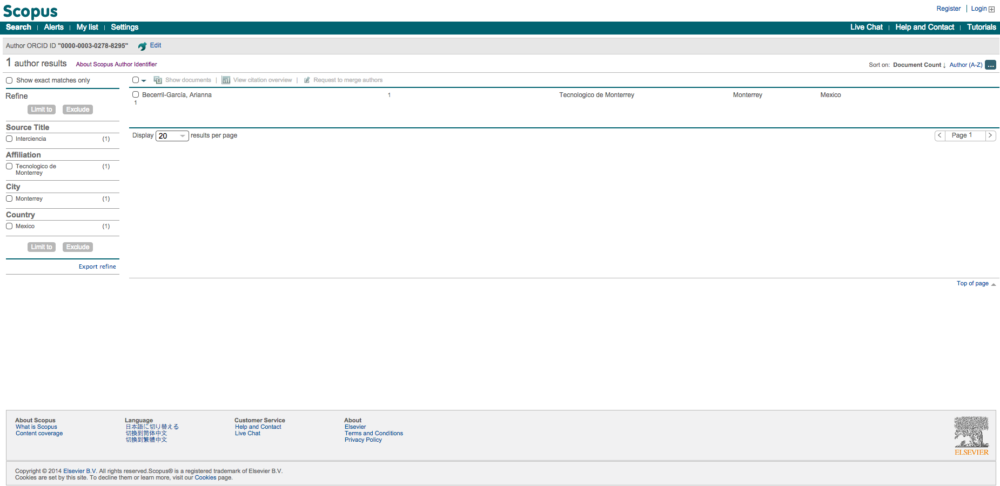 Scopus
Register | Login
Search | Alerts | My list | Settings
Live Chat | Help and Contact | Tutorials
Author ORCID ID "0000-0003-0278-8295" Edit
1 author results About Scopus Author Identifier
Sort on: Document Count ↓ Author (A-Z) ...
Show exact matches only
Show documents | View citation overview | Request to merge authors
Refine
Limit to Exclude
Source Title
Interciencia (1)
Affiliation
Tecnologico de (1)
Monterrey
City
Monterrey (1)
Country
Mexico (1)
Limit to Exclude
Export refine
Becerril-García, Arianna 1 Tecnologico de Monterrey Monterrey Mexico
1
Display 20 results per page
< Page 1 >
Top of page
About Scopus
What is Scopus
Content coverage
Language
日本語に切り替える
切换到简体中文
切換到繁體中文
Customer Service
Help and Contact
Live Chat
About
Elsevier
Terms and Conditions
Privacy Policy
ELSEVIER
Copyright © 2014 Elsevier B.V. All rights reserved.Scopus® is a registered trademark of Elsevier B.V.
Cookies are set by this site. To decline them or learn more, visit our Cookies page.